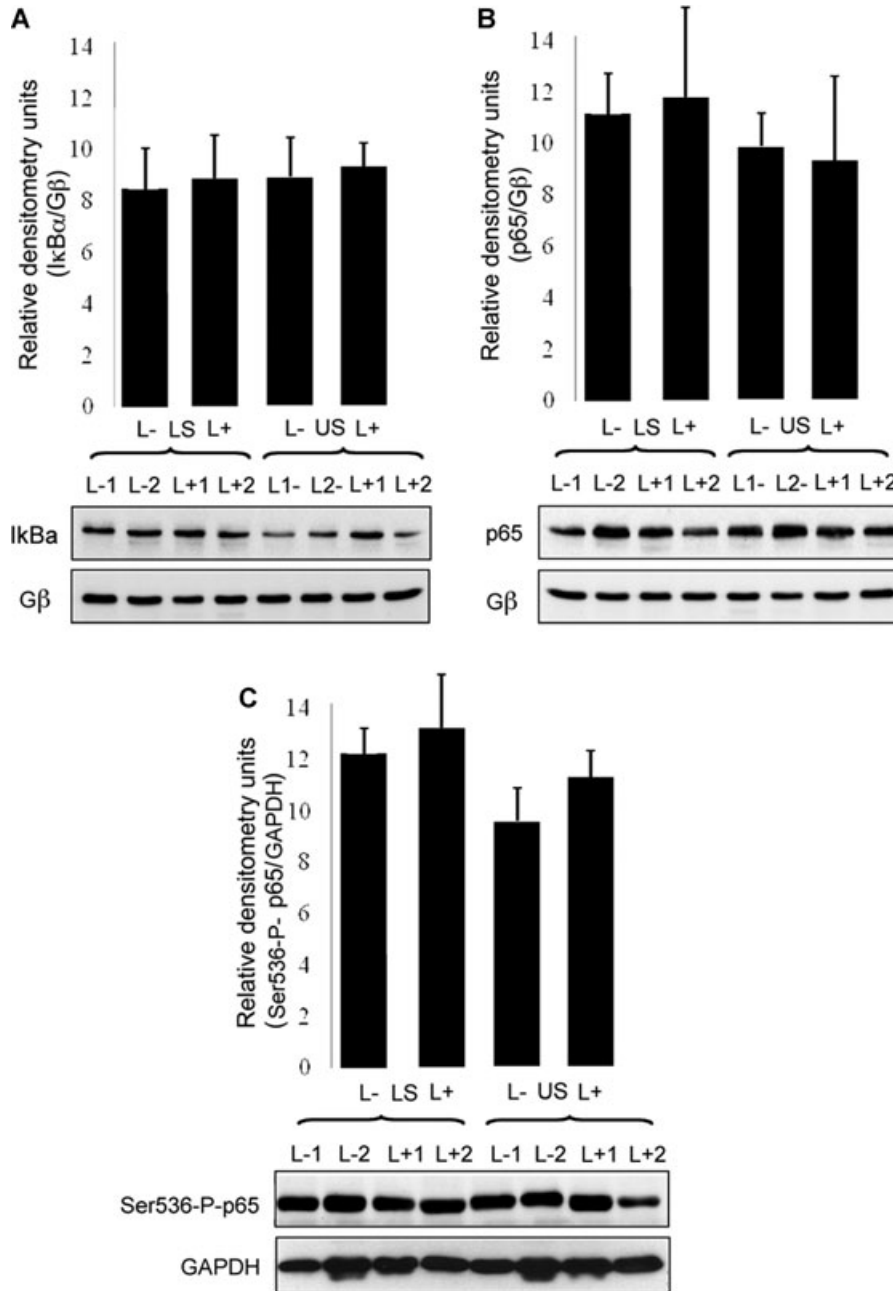 A
Relative densitometry units
(IκBα/Gβ)
14
12
10
8
6
4
2
0
L- LS L+
L- US L+
L-1 L-2 L+1 L+2 L1- L2- L+1 L+2
IkBa
Gβ
B
Relative densitometry units
(p65/Gβ)
14
12
10
8
6
4
2
0
L- LS L+
L- US L+
L-1 L-2 L+1 L+2 L1- L2- L+1 L+2
p65
Gβ
C
Relative densitometry units
(Ser536-P- p65/GAPDH)
14
12
10
8
6
4
2
0
L- LS L+
L- US L+
L-1 L-2 L+1 L+2 L-1 L-2 L+1 L+2
Ser536-P-p65
GAPDH